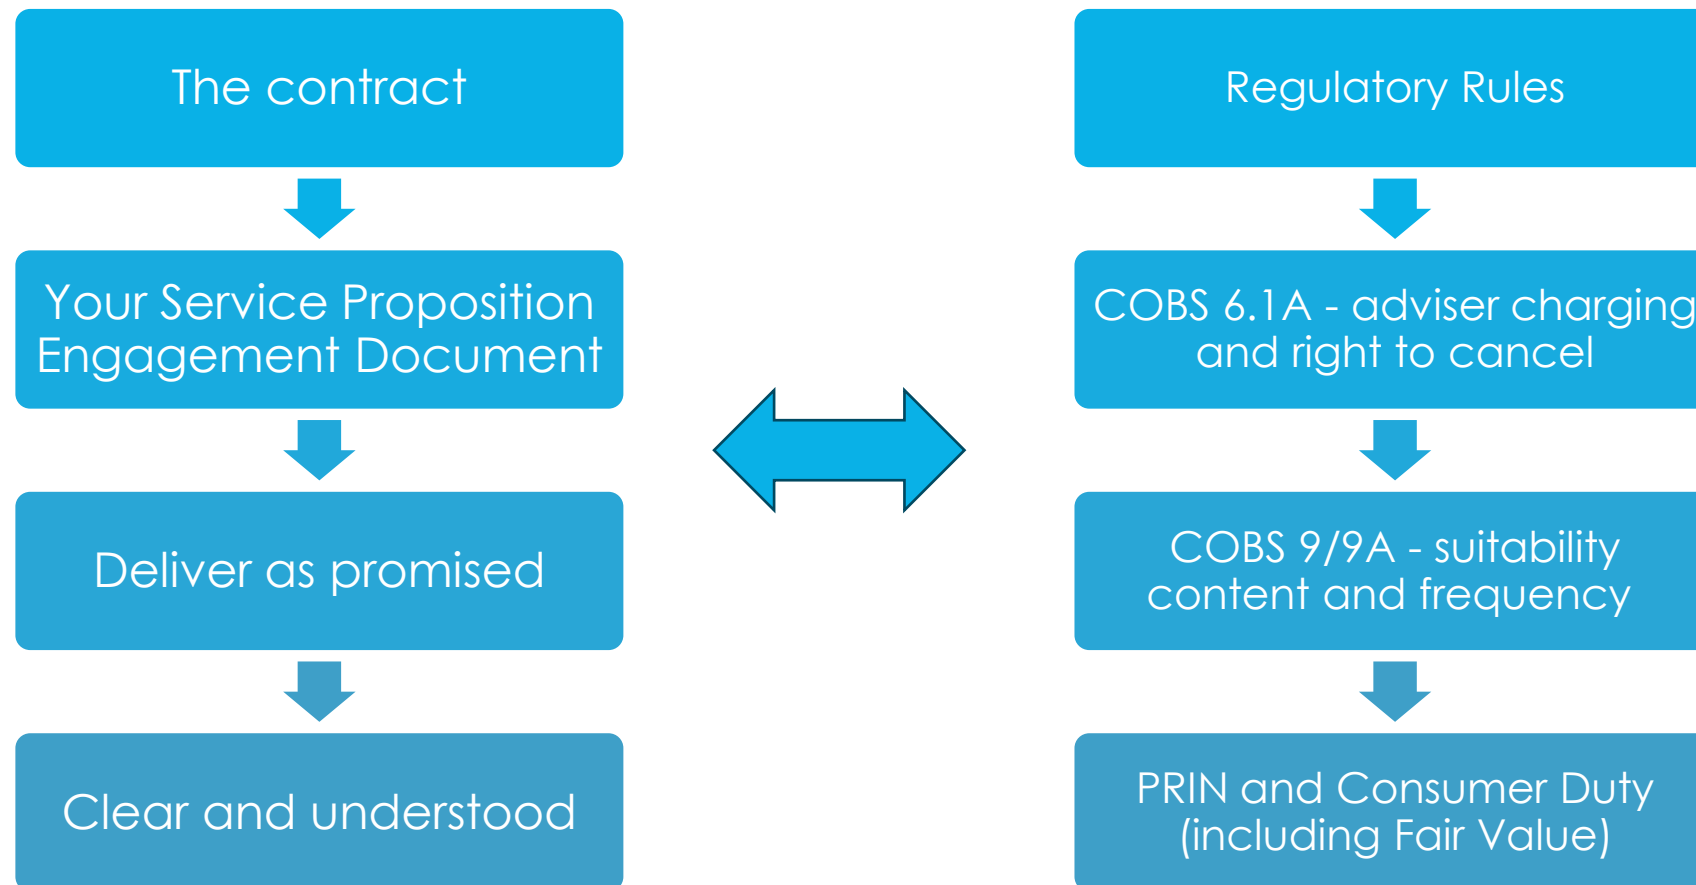 The contract
Your Service Proposition
Engagement Document
Deliver as promised
Clear and understood
Regulatory Rules
COBS 6.1A - adviser charging
and right to cancel
COBS 9/9A - suitability
content and frequency
PRIN and Consumer Duty
(including Fair Value)